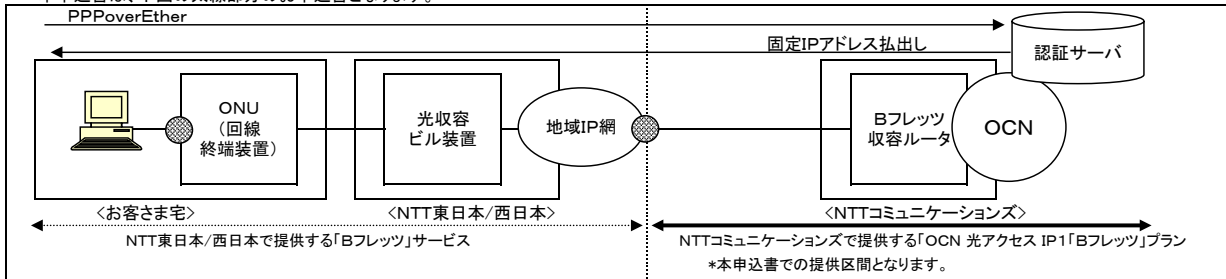 PPPoverEther
固定IPアドレス払出し
認証サーバ
ONU
(回線
終端装置)
光収容
ビル装置
地域IP網
Bフレッツ
収容ルータ
OCN
<お客さま宅>
<NTT東日本/西日本>
<NTTコミュニケーションズ>
NTT東日本/西日本で提供する「Bフレッツ」サービス
NTTコミュニケーションズで提供する「OCN 光アクセス IP1「Bフレッツ」プラン
*本申込書での提供区間となります。